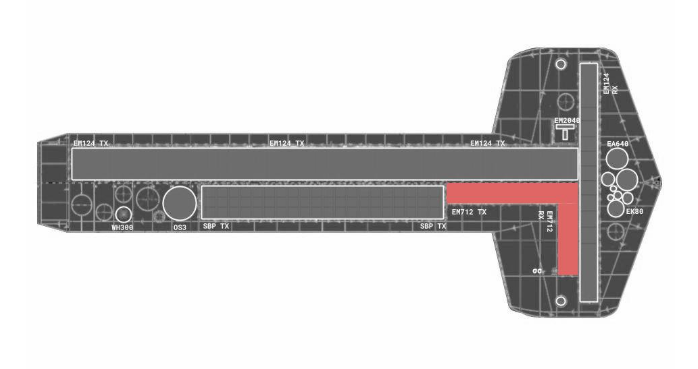 EM124 TX
EM124 TX
EM124 TX
EM124
RX
EM2040
EA640
EK80
EM712 TX
EM712
RX
WH300
OS3
SBP TX
SBP TX